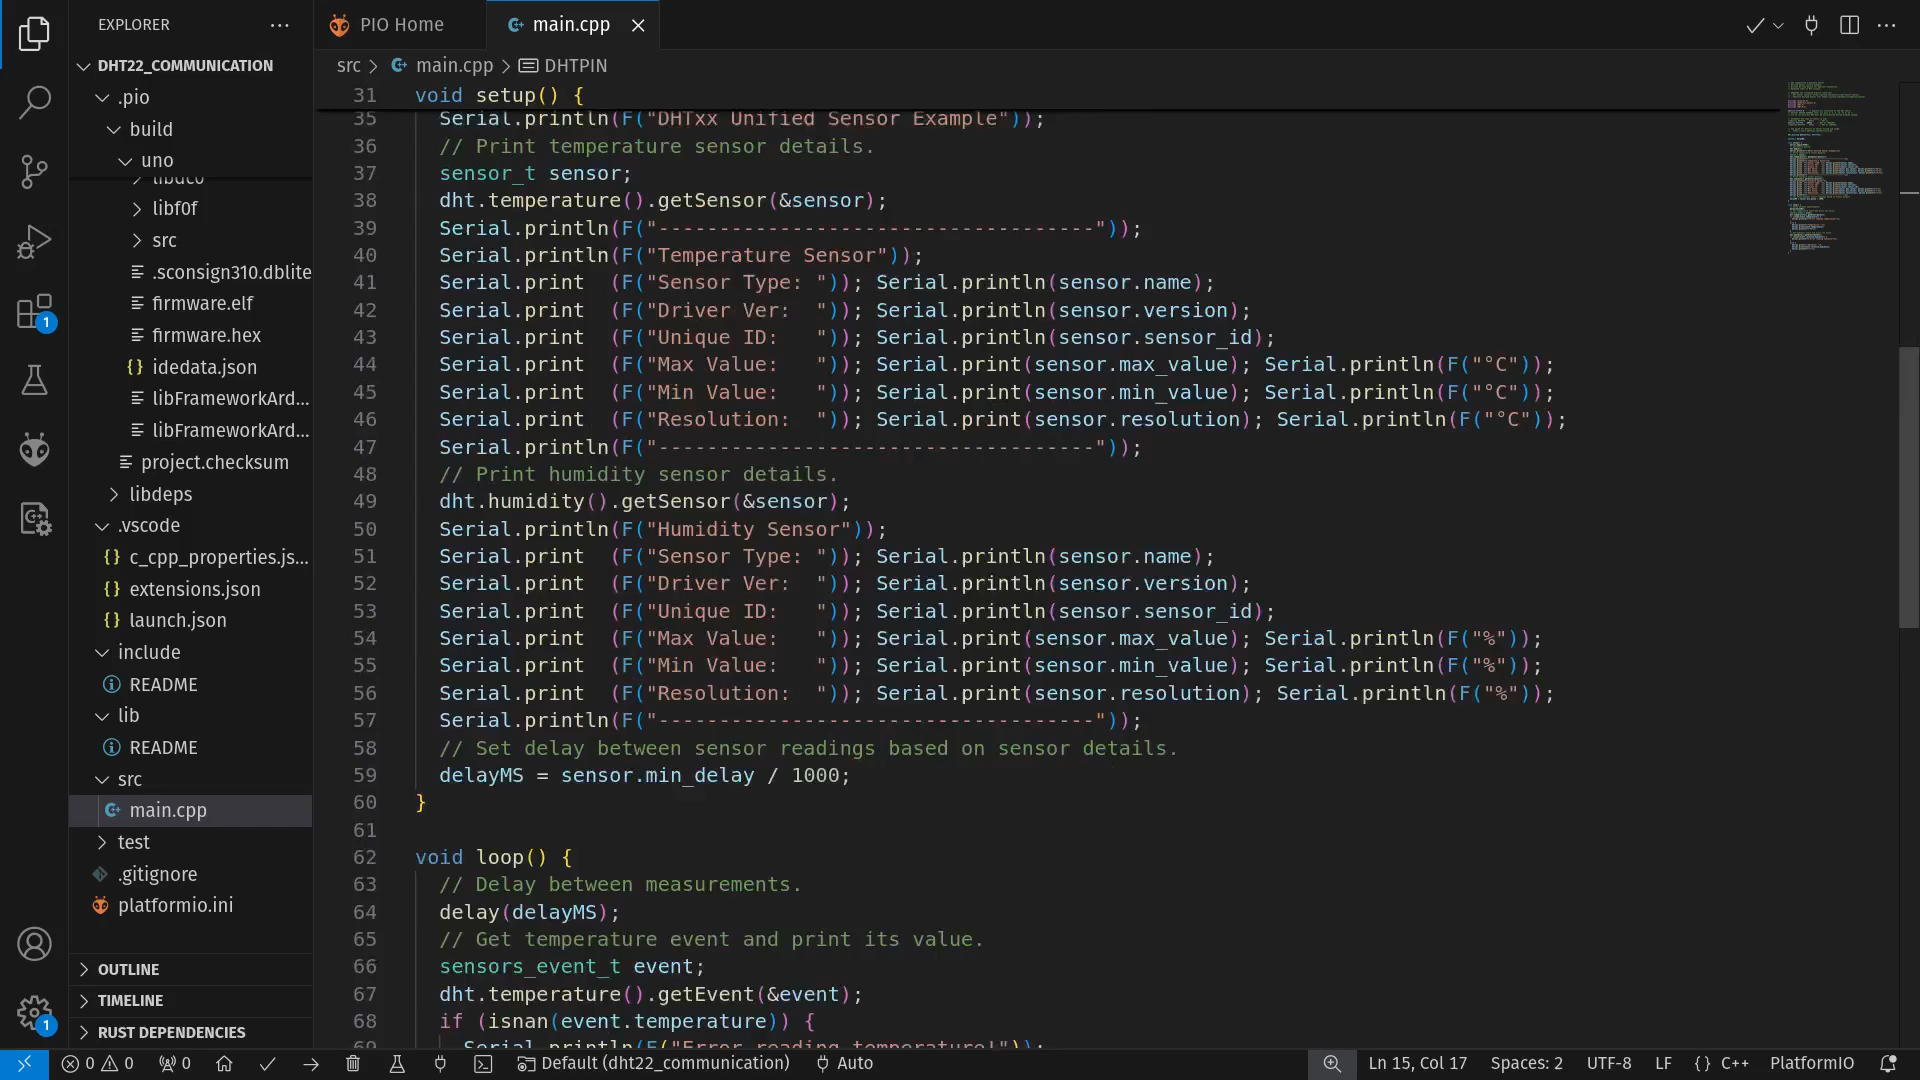 EXPLORER
PIO Home
main.cpp
DHT22_COMMUNICATION
src > main.cpp > DHTPIN
.pio
build
uno
libf0f
src
.sconsign310.dblite
firmware.elf
firmware.hex
idedata.json
libFrameworkArd...
libFrameworkArd...
project.checksum
libdeps
.vscode
c_cpp_properties.js...
extensions.json
launch.json
include
README
lib
README
src
main.cpp
test
.gitignore
platformio.ini
OUTLINE
TIMELINE
RUST DEPENDENCIES
1
1
31 void setup() {
35 Serial.println(F("DHTxx Unified Sensor Example"));
36 // Print temperature sensor details.
37 sensor_t sensor;
38 dht.temperature().getSensor(&sensor);
39 Serial.println(F("------------------------------------"));
40 Serial.println(F("Temperature Sensor"));
41 Serial.print  (F("Sensor Type: ")); Serial.println(sensor.name);
42 Serial.print  (F("Driver Ver:  ")); Serial.println(sensor.version);
43 Serial.print  (F("Unique ID:   ")); Serial.println(sensor.sensor_id);
44 Serial.print  (F("Max Value:   ")); Serial.print(sensor.max_value); Serial.println(F("°C"));
45 Serial.print  (F("Min Value:   ")); Serial.print(sensor.min_value); Serial.println(F("°C"));
46 Serial.print  (F("Resolution:  ")); Serial.print(sensor.resolution); Serial.println(F("°C"));
47 Serial.println(F("------------------------------------"));
48 // Print humidity sensor details.
49 dht.humidity().getSensor(&sensor);
50 Serial.println(F("Humidity Sensor"));
51 Serial.print  (F("Sensor Type: ")); Serial.println(sensor.name);
52 Serial.print  (F("Driver Ver:  ")); Serial.println(sensor.version);
53 Serial.print  (F("Unique ID:   ")); Serial.println(sensor.sensor_id);
54 Serial.print  (F("Max Value:   ")); Serial.print(sensor.max_value); Serial.println(F("%"));
55 Serial.print  (F("Min Value:   ")); Serial.print(sensor.min_value); Serial.println(F("%"));
56 Serial.print  (F("Resolution:  ")); Serial.print(sensor.resolution); Serial.println(F("%"));
57 Serial.println(F("------------------------------------"));
58 // Set delay between sensor readings based on sensor details.
59 delayMS = sensor.min_delay / 1000;
60 }
61
62 void loop() {
63 // Delay between measurements.
64 delay(delayMS);
65 // Get temperature event and print its value.
66 sensors_event_t event;
67 dht.temperature().getEvent(&event);
68 if (isnan(event.temperature)) {
69 Serial.println(F("Error reading temperature!"));
0 0 0 Default (dht22_communication) Auto Ln 15, Col 17 Spaces: 2 UTF-8 LF {} C++ PlatformIO